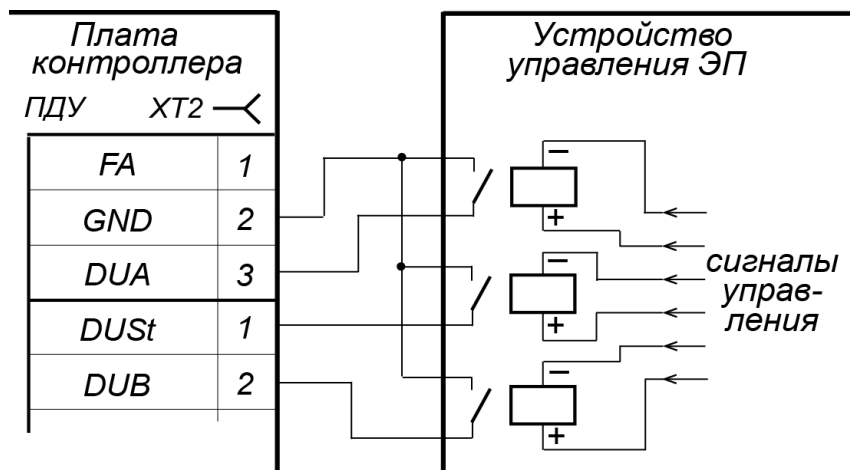 Плата
контроллера
ПДУ XT2
FA 1
GND 2
DUA 3
DUSt 1
DUB 2
Устройство
управления ЭП
−
+
−
+
−
+
сигналы
управ-
ления